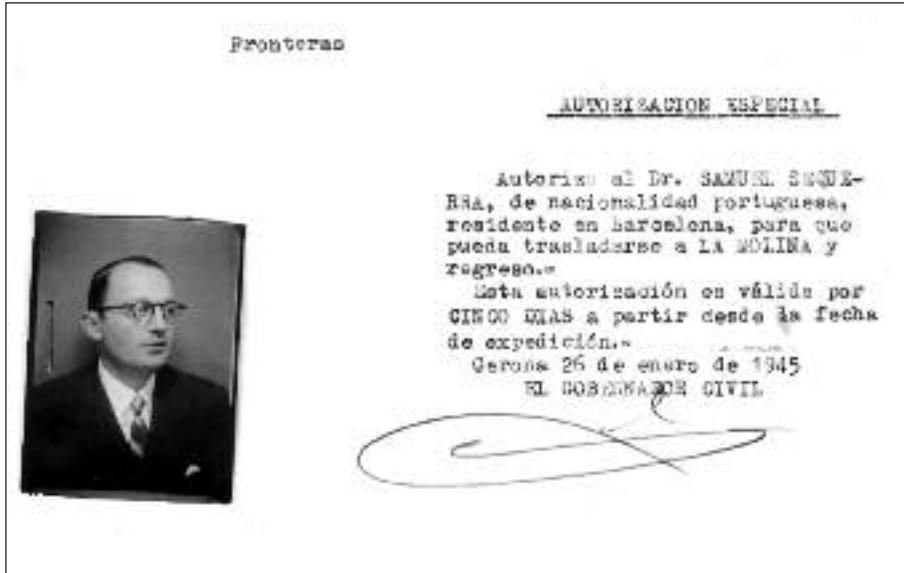 Fronteras
AUTORIZACION ESPECIAL
Autorizo al Dr. SAMUEL SEQUE-
RRA, de nacionalidad portuguesa,
residente en Barcelona, para que
pueda trasladarse a LA MOLINA y
regreso.=
Esta autorización es válida por
CINCO DIAS a partir desde la fecha
de expedición.=
Gerona 26 de enero de 1945
EL GOBERNADOR CIVIL